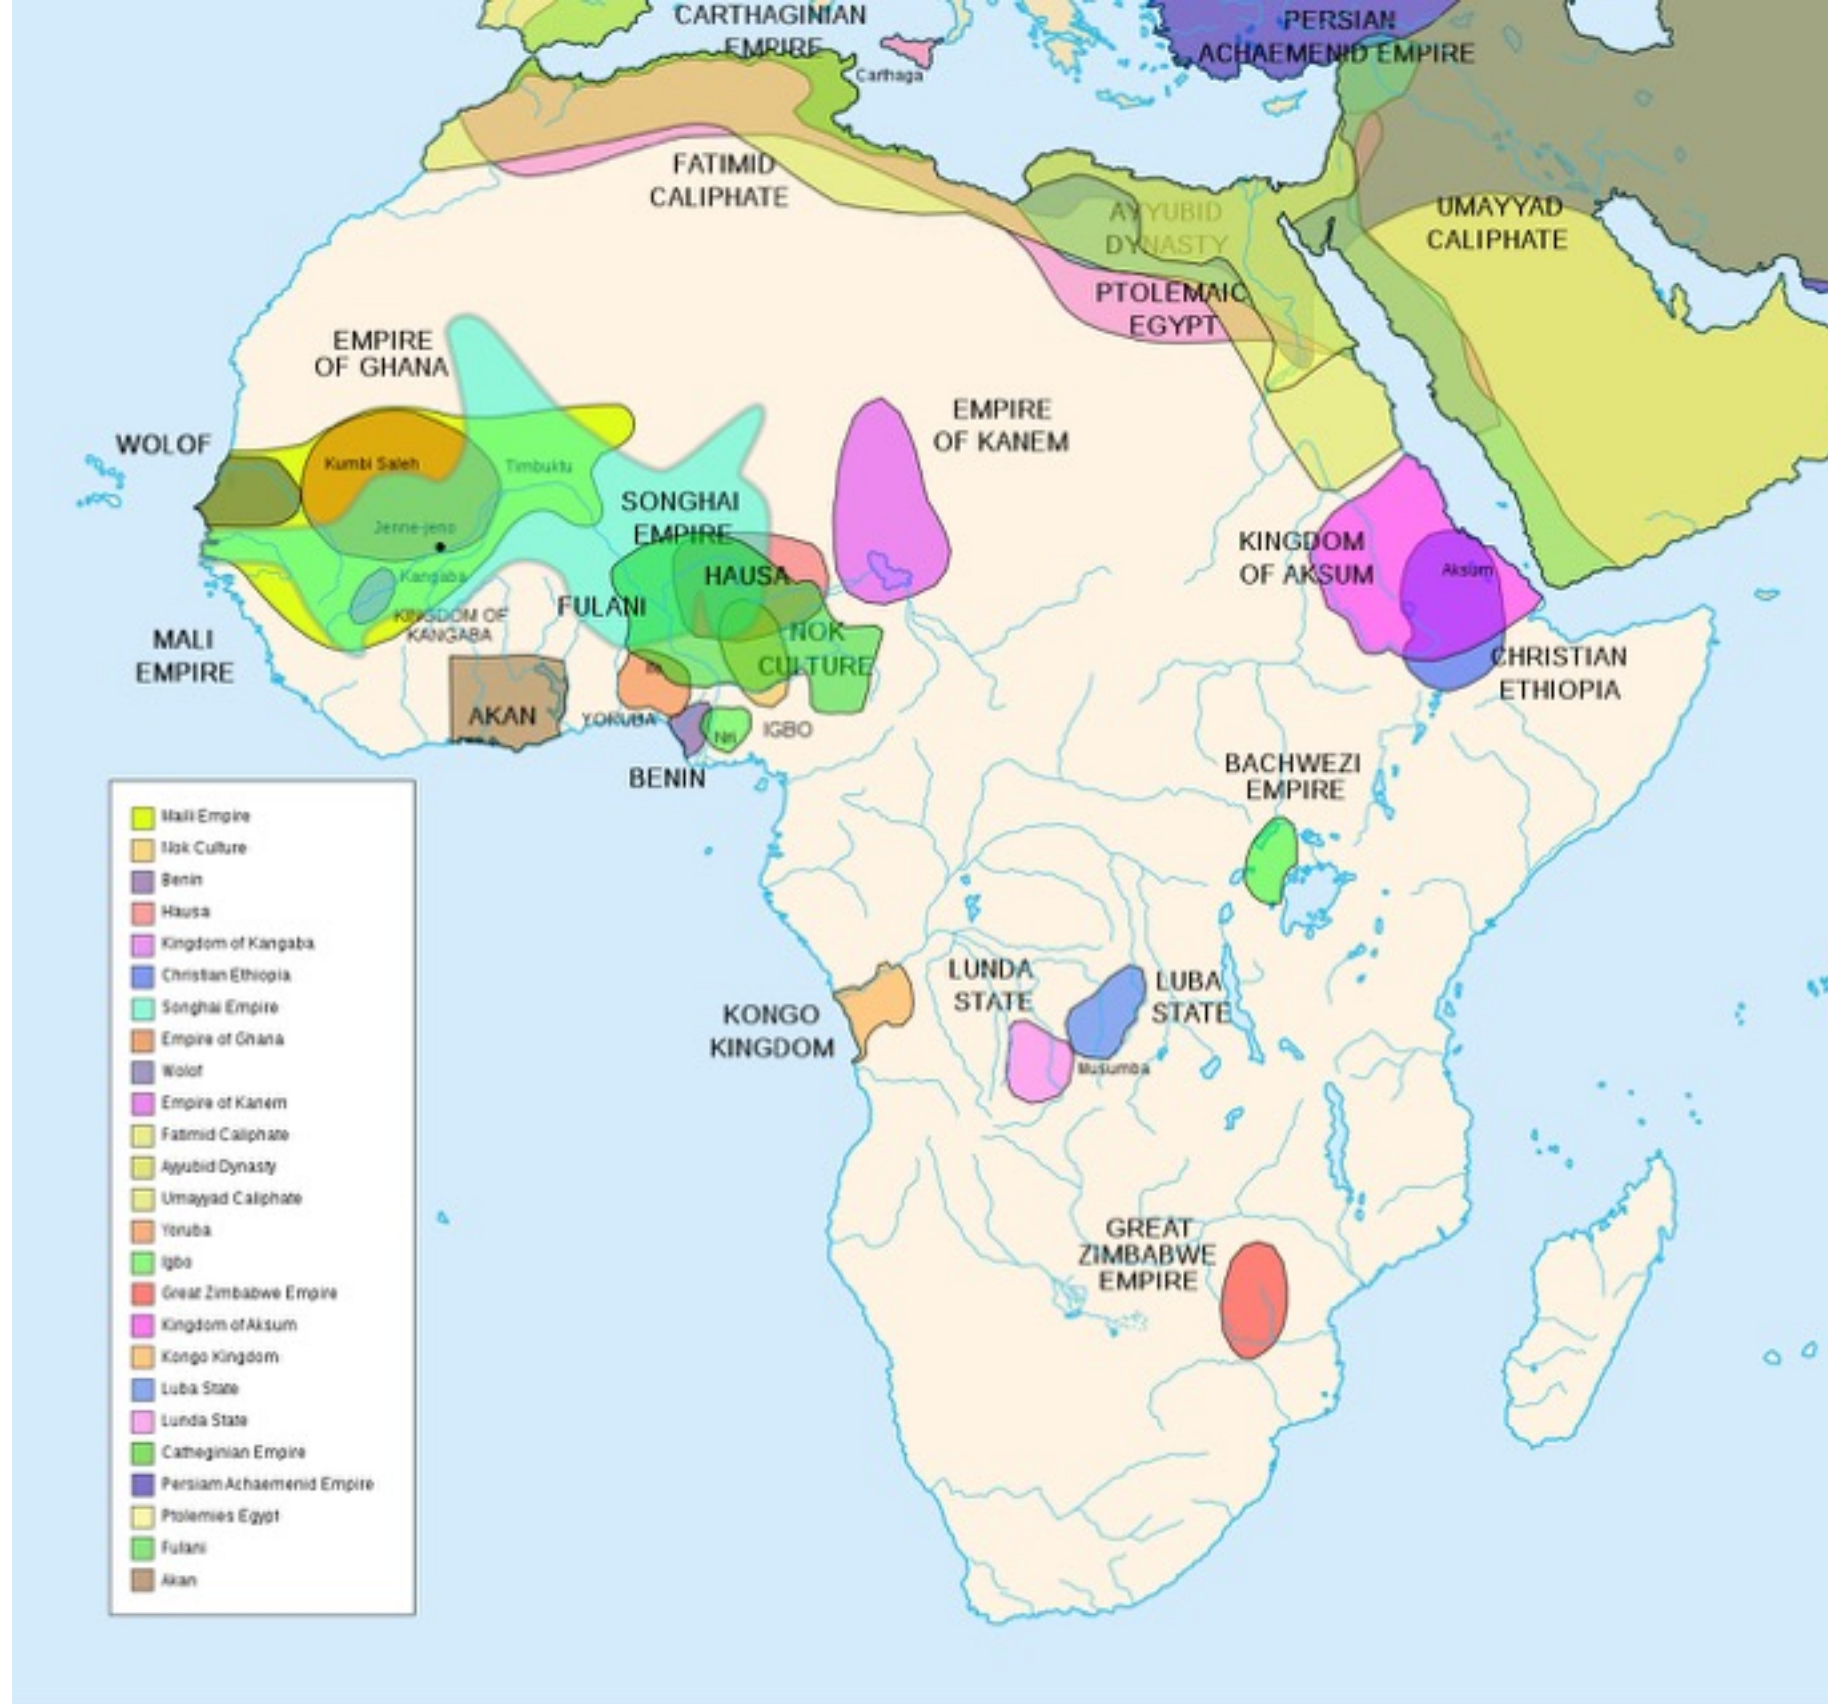 CARTHAGINIAN
EMPIRE
Carthaga
PERSIAN
ACHAEMENID EMPIRE
FATIMID
CALIPHATE
AYYUBID
DYNASTY
UMAYYAD
CALIPHATE
PTOLEMAIC
EGYPT
EMPIRE
OF GHANA
WOLOF
Kumbi Saleh
Timbuktu
Jenne-jeno
Kangaba
KINGDOM OF
KANGABA
MALI
EMPIRE
SONGHAI
EMPIRE
EMPIRE
OF KANEM
HAUSA
FULANI
NOK
CULTURE
Ife
AKAN
YORUBA
Nri
IGBO
BENIN
KINGDOM
OF AKSUM
Aksum
CHRISTIAN
ETHIOPIA
BACHWEZI
EMPIRE
LUNDA
STATE
LUBA
STATE
Musumba
KONGO
KINGDOM
GREAT
ZIMBABWE
EMPIRE
Maili Empire
Nok Culture
Benin
Hausa
Kingdom of Kangaba
Christian Ethiopia
Songhai Empire
Empire of Ghana
Wolof
Empire of Kanem
Fatimid Caliphate
Ayyubid Dynasty
Umayyad Caliphate
Yoruba
Igbo
Great Zimbabwe Empire
Kingdom of Aksum
Kongo Kingdom
Luba State
Lunda State
Catheginian Empire
Persiam Achaemenid Empire
Ptolemies Egypt
Fulani
Akan